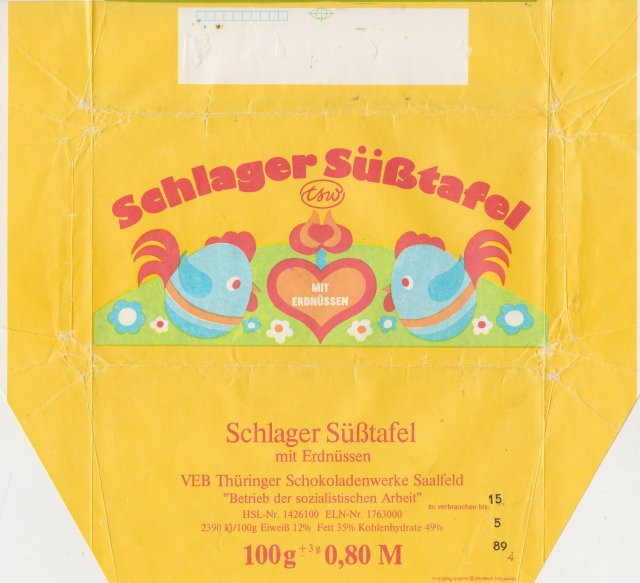 Schlager Süßtafel
tsw
MIT
ERDNÜSSEN
Schlager Süßtafel
mit Erdnüssen
VEB Thüringer Schokoladenwerke Saalfeld
"Betrieb der sozialistischen Arbeit"
HSL-Nr. 1426100 ELN-Nr. 1763000
2390 kJ/100g Eiweiß 12% Fett 35% Kohlenhydrate 49%
zu verbrauchen bis: 15
5
89
4
100g ±3g 0,80 M